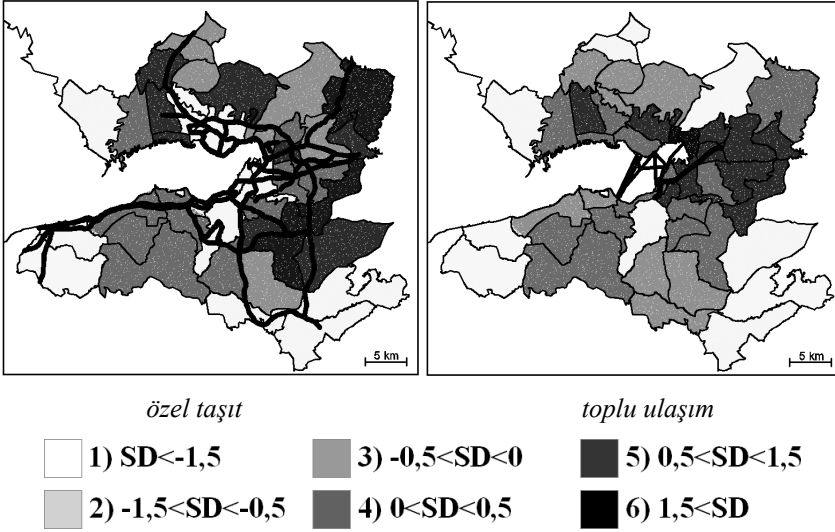 5 km
5 km
özel taşıt
toplu ulaşım
1) SD<-1,5
3) -0,5<SD<0
5) 0,5<SD<1,5
2) -1,5<SD<-0,5
4) 0<SD<0,5
6) 1,5<SD